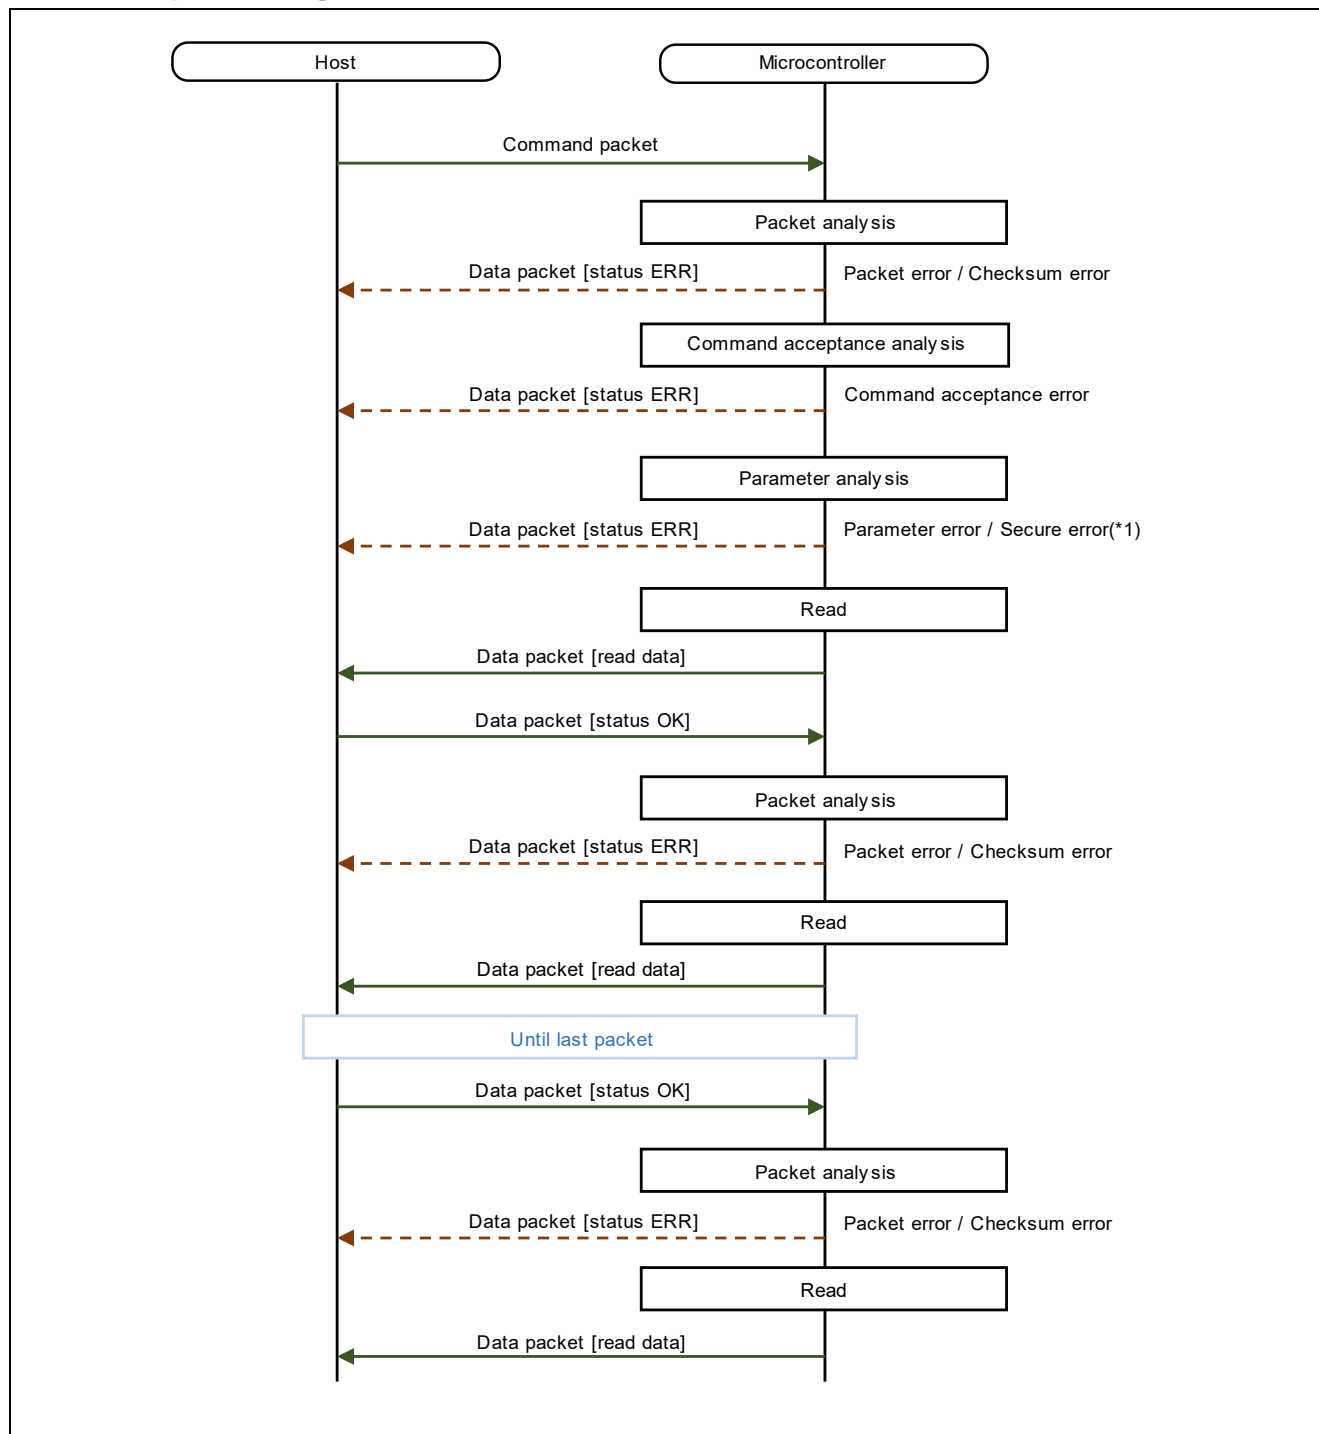 Host
Microcontroller
Command packet
Packet analysis
Data packet [status ERR]
Packet error / Checksum error
Command acceptance analysis
Data packet [status ERR]
Command acceptance error
Parameter analysis
Data packet [status ERR]
Parameter error / Secure error(*1)
Read
Data packet [read data]
Data packet [status OK]
Packet analysis
Data packet [status ERR]
Packet error / Checksum error
Read
Data packet [read data]
Until last packet
Data packet [status OK]
Packet analysis
Data packet [status ERR]
Packet error / Checksum error
Read
Data packet [read data]